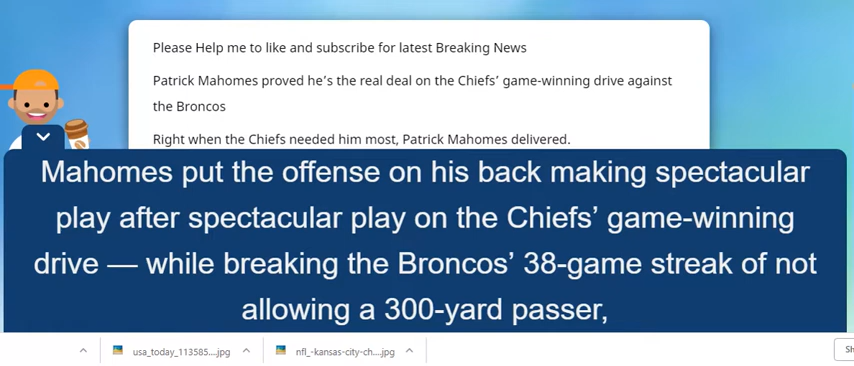 Please Help me to like and subscribe for latest Breaking News
Patrick Mahomes proved he's the real deal on the Chiefs' game-winning drive against
the Broncos
Right when the Chiefs needed him most, Patrick Mahomes delivered.
Mahomes put the offense on his back making spectacular
play after spectacular play on the Chiefs' game-winning
drive — while breaking the Broncos' 38-game streak of not
allowing a 300-yard passer,
usa_today_113585....jpg
nfl_-kansas-city-ch....jpg
Sh